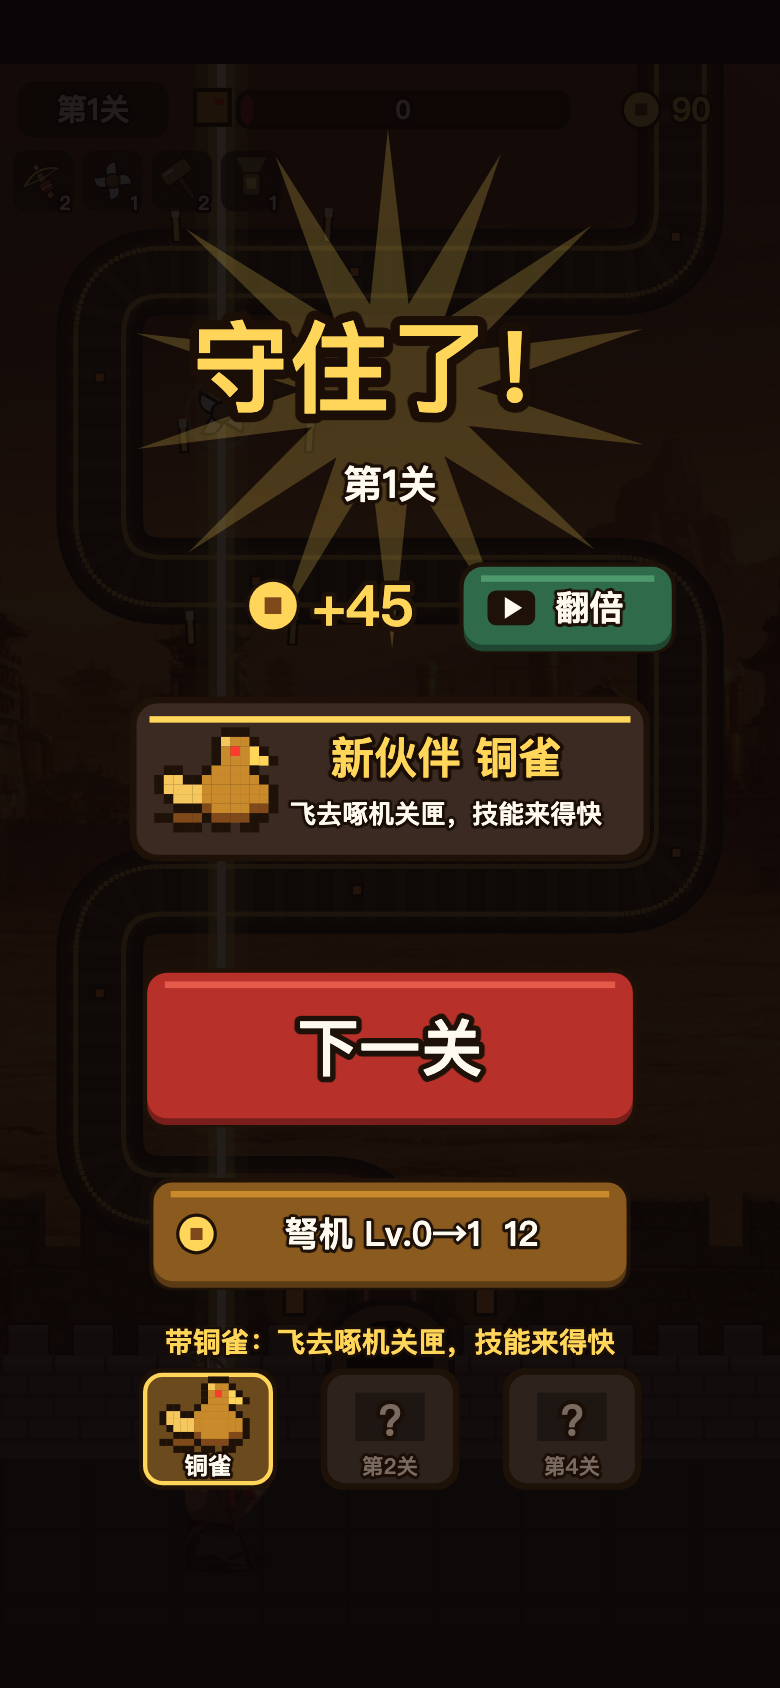 第1关
0
90
2
1
2
1
守住了！
第1关
+45
翻倍
新伙伴 铜雀
飞去啄机关匣，技能来得快
下一关
弩机 Lv.0→1 12
带铜雀：飞去啄机关匣，技能来得快
铜雀
?
第2关
?
第4关